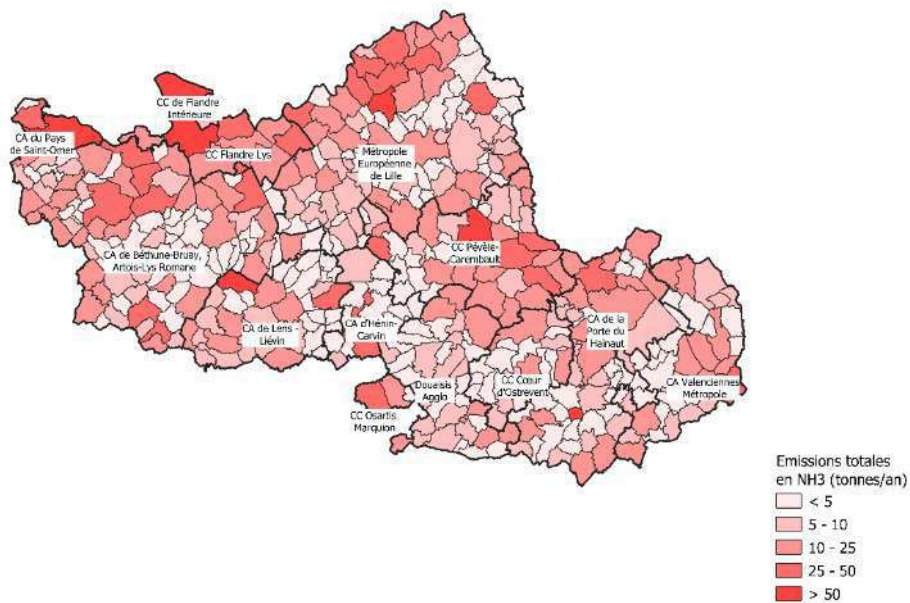 CC de Flandre
Intérieure
CA du Pays
de Saint-Omer
CC Flandre Lys
Métropole
Européenne
de Lille
CC Pévèle-
Carembault
CA de Béthune-Bruay,
Artois-Lys Romane
CA de Lens -
Liévin
CA d'Hénin-
Carvin
CA de la
Porte du
Hainaut
Douaisis
Agglo
CC Cœur
d'Ostrevent
CA Valenciennes
Métropole
CC Osartis
Marquion
Emissions totales
en NH3 (tonnes/an)
< 5
5 - 10
10 - 25
25 - 50
> 50